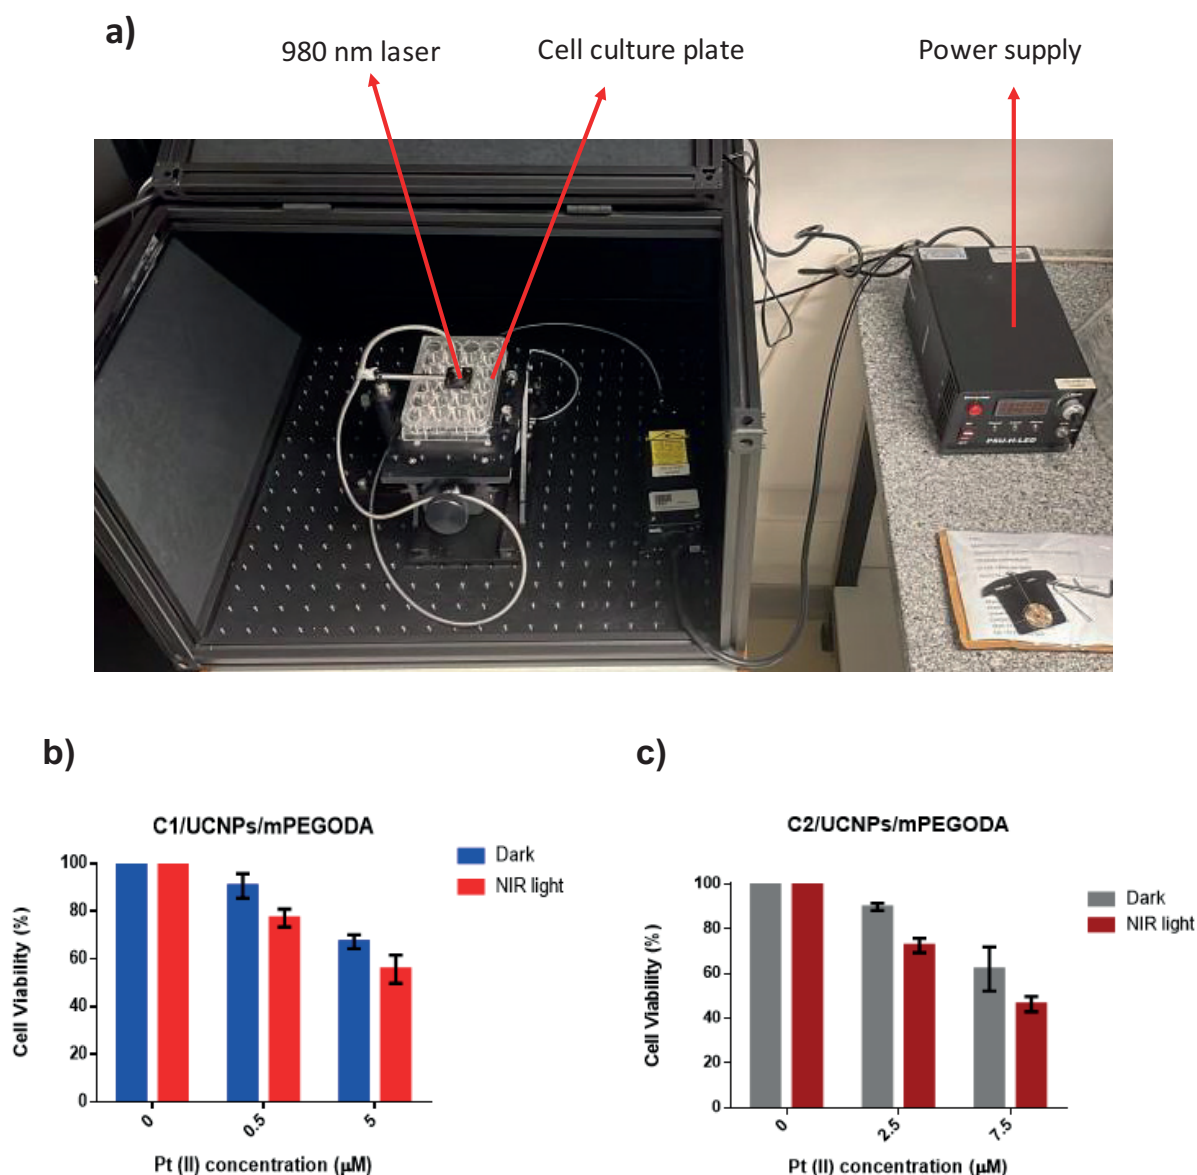 a)
980 nm laser
Cell culture plate
Power supply
PSU-H-LED
b)
c)
C1/UCNPs/mPEGODA
Dark
NIR light
Cell Viability (%)
100
80
60
40
20
0
0
0.5
5
Pt (II) concentration (μM)
C2/UCNPs/mPEGODA
Dark
NIR light
Cell Viability (%)
100
80
60
40
20
0
0
2.5
7.5
Pt (II) concentration (μM)